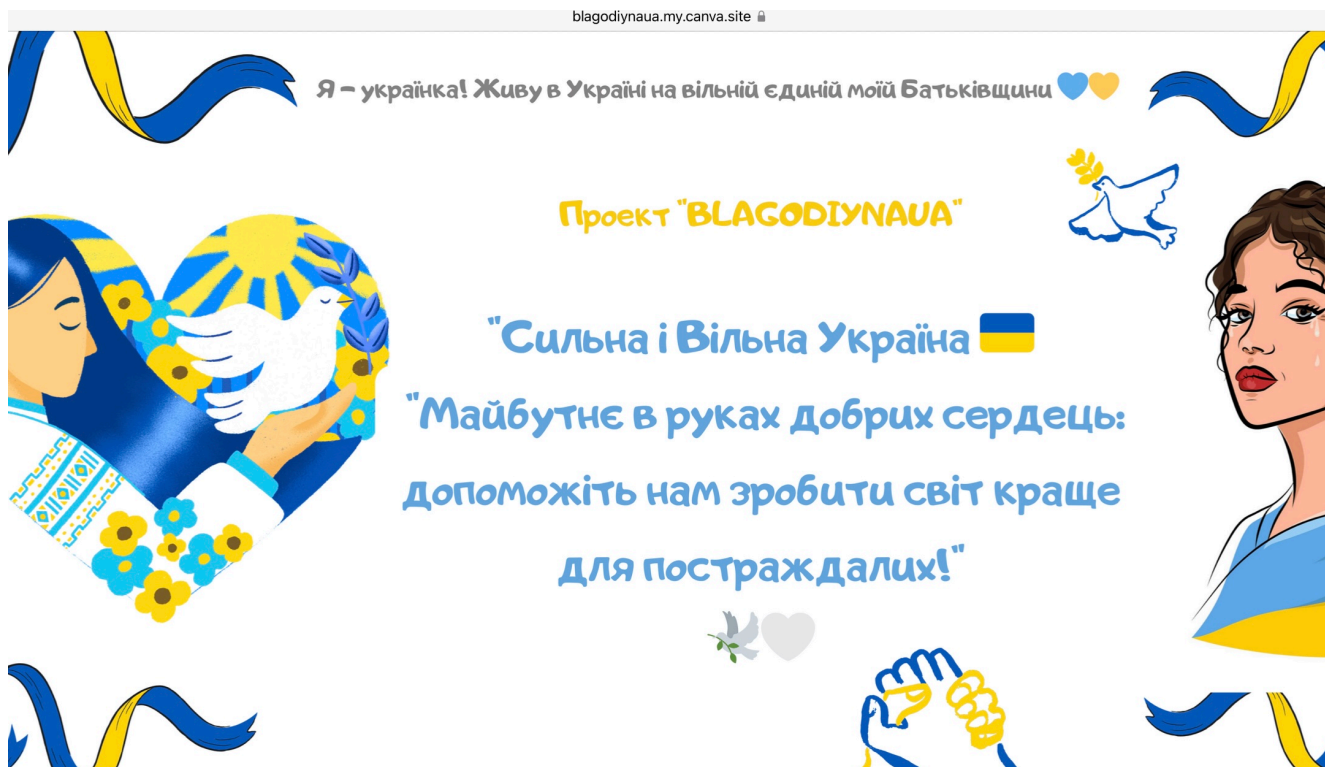 blagodiynaua.my.canva.site
Я - українка! Живу в Україні на вільній єдиній моїй Батьківщини 💙💛
Проект "BLAGODIYNAUA"
"Сильна і Вільна Україна 🇺🇦
"Майбутнє в руках добрих сердець:
допоможіть нам зробити світ краще
для постраждалих!"